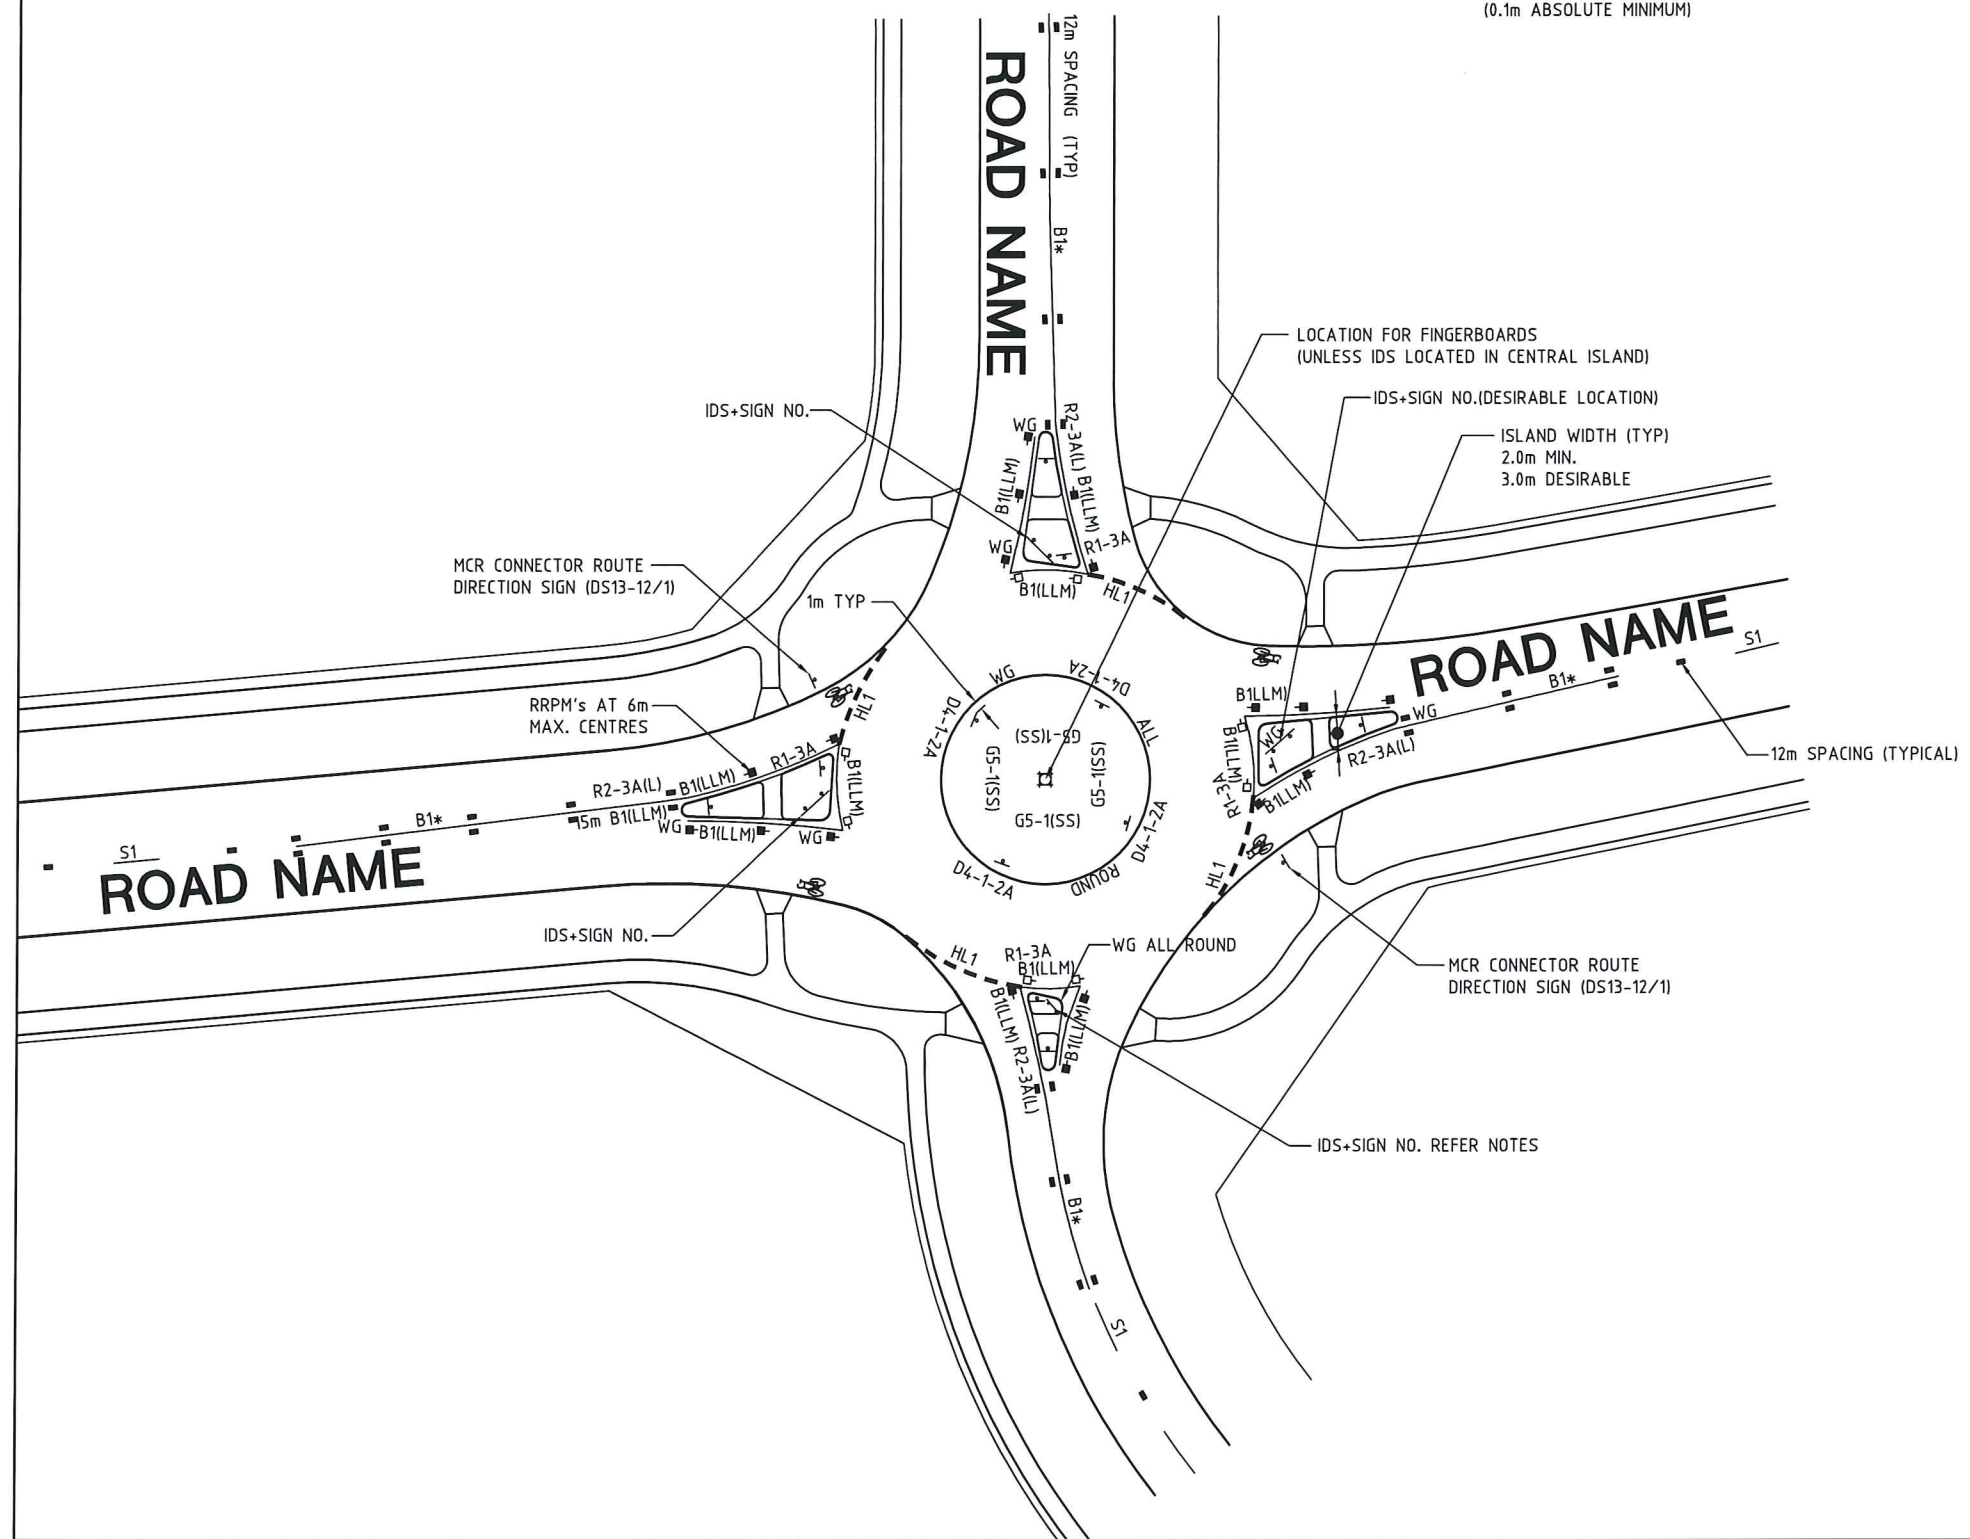 (0.1m ABSOLUTE MINIMUM)
12m SPACING (TYP)
ROAD NAME
B1*
LOCATION FOR FINGERBOARDS
(UNLESS IDS LOCATED IN CENTRAL ISLAND)
IDS+SIGN NO.(DESIRABLE LOCATION)
ISLAND WIDTH (TYP)
2.0m MIN.
3.0m DESIRABLE
IDS+SIGN NO.
WG
R2-3A(L) B1(LLM)
B1(LLM)
WG
R1-3A
B1(LLM)
HL1
MCR CONNECTOR ROUTE
DIRECTION SIGN (DS13-12/1)
1m TYP
RRPM's AT 6m
MAX. CENTRES
HL1
WG
D4-1-2A
D4-1-2A
ALL
G5-1(SS)
G5-1(SS)
G5-1(SS)
G5-1(SS)
D4-1-2A
D4-1-2A
ROUND
ROAD NAME
S1
B1*
B1LLM)
WG
WG
B1(LLM)
R2-3A(L)
R1-3A
B1(LLM)
12m SPACING (TYPICAL)
R1-3A
R2-3A(L)
B1(LLM)
B1(LLM)
15m B1(LLM)
B1*
WG
B1(LLM)
WG
S1
ROAD NAME
IDS+SIGN NO.
HL1
HL1
R1-3A
B1(LLM)
WG ALL ROUND
B1(LLM) R2-3A(L)
B1(LLM)
MCR CONNECTOR ROUTE
DIRECTION SIGN (DS13-12/1)
IDS+SIGN NO. REFER NOTES
B1*
S1